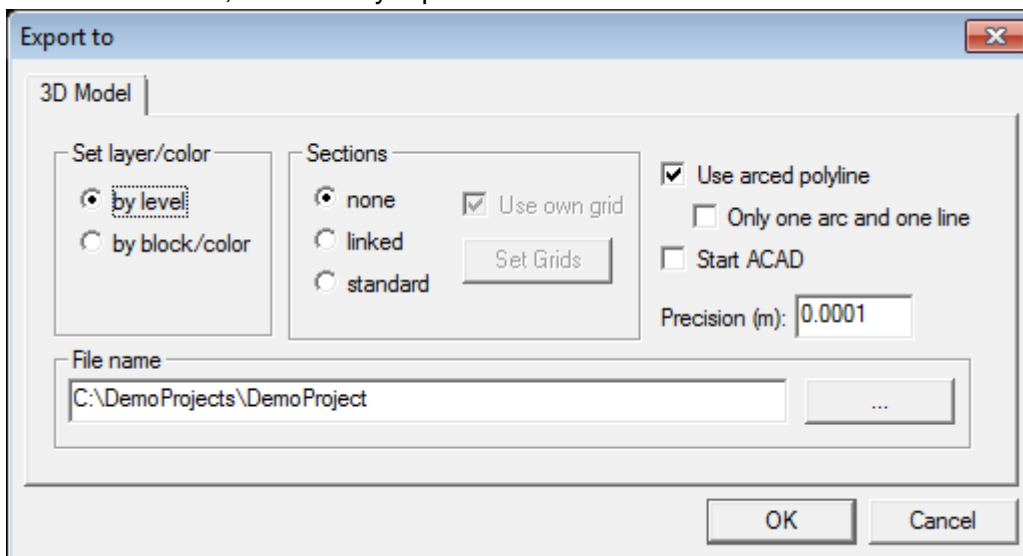 Export to
3D Model
Set layer/color
by level
by block/color
Sections
none
linked
standard
Use own grid
Set Grids
Use arced polyline
Only one arc and one line
Start ACAD
Precision (m): 0.0001
File name
C:\DemoProjects\DemoProject
...
OK
Cancel